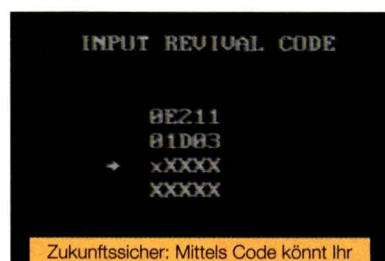 INPUT REVIVAL CODE
0E211
01D03
→ xXXXX
XXXXX
Zukunftssicher: Mittels Code könnt Ihr